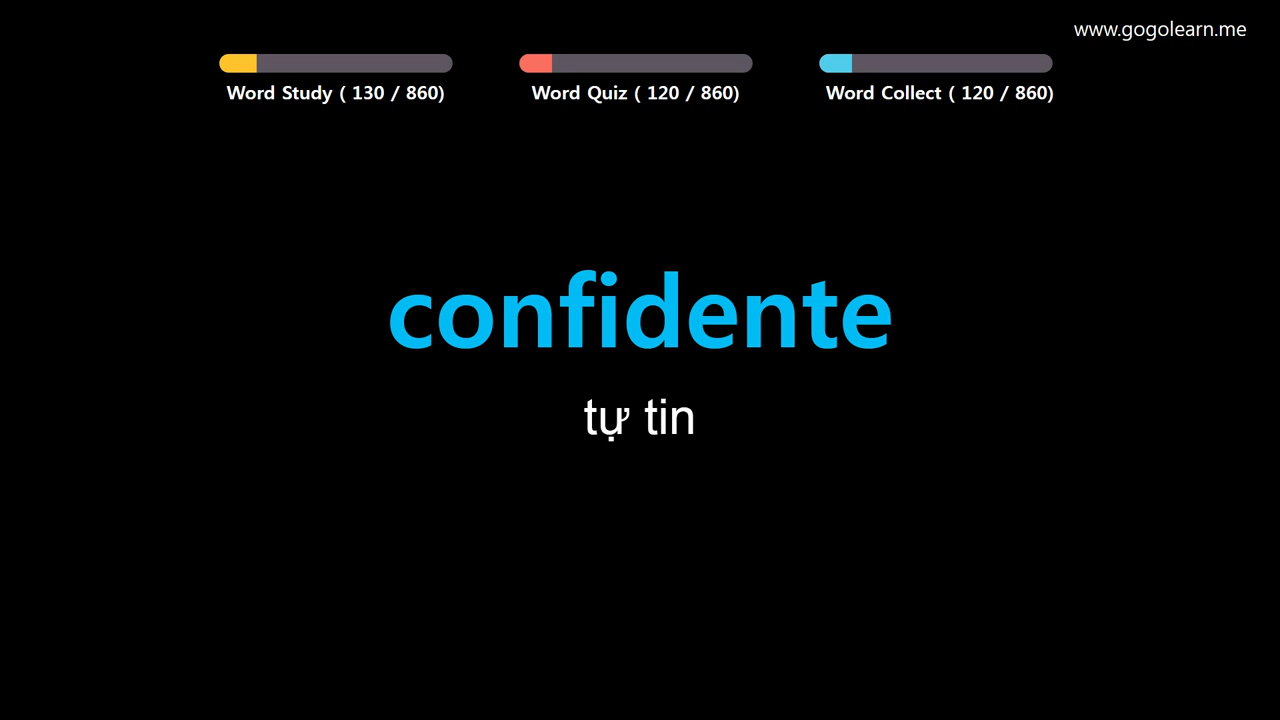 www.gogolearn.me
Word Study ( 130 / 860)
Word Quiz ( 120 / 860)
Word Collect ( 120 / 860)
confidente
tự tin